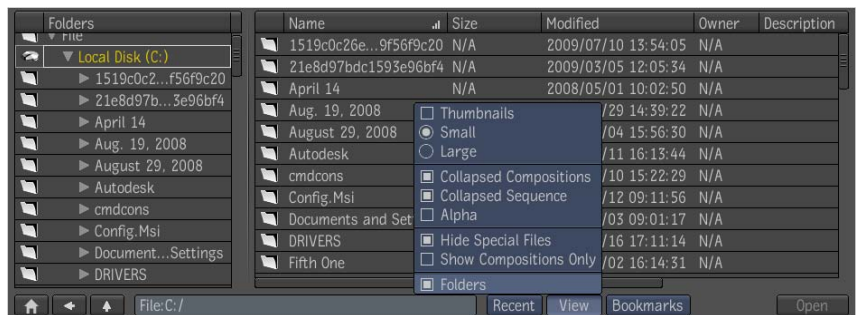 Folders
File
Local Disk (C:)
1519c0c2...f56f9c20
21e8d97b...3e96bf4
April 14
Aug. 19, 2008
August 29, 2008
Autodesk
cmdcons
Config.Msi
Document...Settings
DRIVERS
Name Size Modified Owner Description
1519c0c26e...9f56f9c20 N/A 2009/07/10 13:54:05 N/A
21e8d97bdc1593e96bf4 N/A 2009/03/05 12:05:34 N/A
April 14 N/A 2008/05/01 10:02:50 N/A
Aug. 19, 2008 /29 14:39:22 N/A
August 29, 2008 /04 15:56:30 N/A
Autodesk /11 16:13:44 N/A
cmdcons /10 15:22:29 N/A
Config.Msi /12 09:11:56 N/A
Documents and Set /03 09:01:17 N/A
DRIVERS /16 17:11:14 N/A
Fifth One /02 16:14:31 N/A
Thumbnails
Small
Large
Collapsed Compositions
Collapsed Sequence
Alpha
Hide Special Files
Show Compositions Only
Folders
File:C:/ Recent View Bookmarks Open